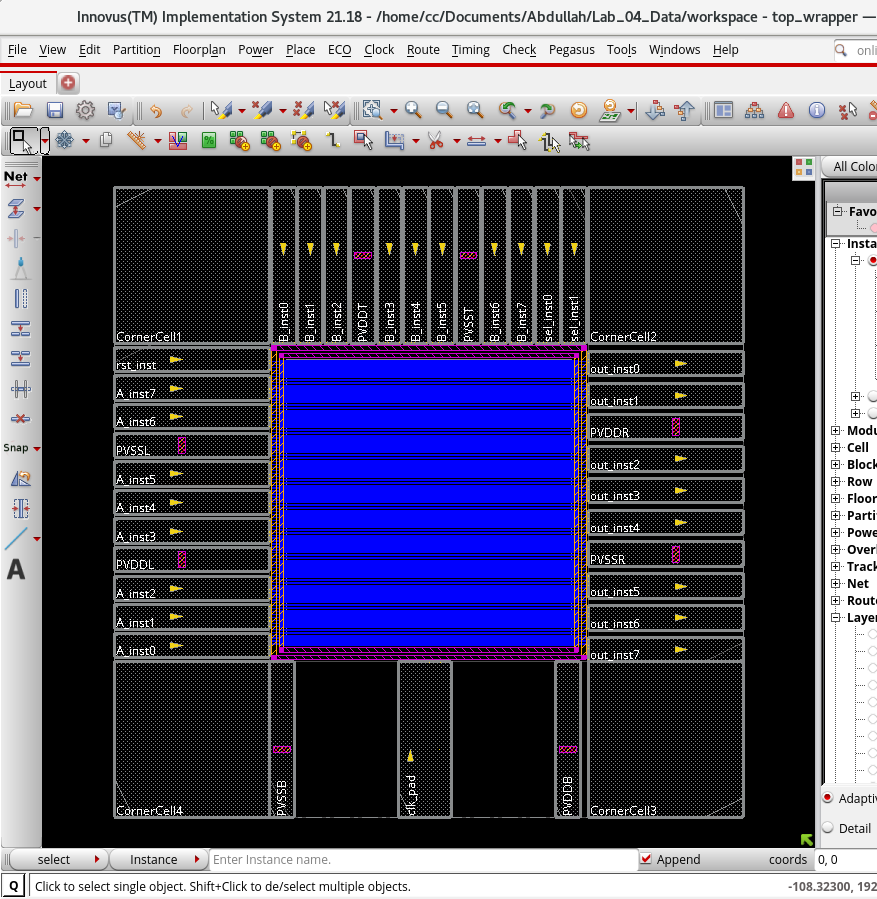 Innovus(TM) Implementation System 21.18 - /home/cc/Documents/Abdullah/Lab_04_Data/workspace - top_wrapper —
File View Edit Partition Floorplan Power Place ECO Clock Route Timing Check Pegasus Tools Windows Help
onli
Layout
All Color
Net
Snap
A
B_inst0
B_inst1
B_inst2
PVDDT
B_inst3
B_inst4
B_inst5
PVSST
B_inst6
B_inst7
sel_inst0
sel_inst1
CornerCell1
CornerCell2
rst_inst
A_inst7
A_inst6
PVSSL
A_inst5
A_inst4
A_inst3
PVDDL
A_inst2
A_inst1
A_inst0
out_inst0
out_inst1
PVDDR
out_inst2
out_inst3
out_inst4
PVSSR
out_inst5
out_inst6
out_inst7
CornerCell4
PVSSB
clk_pad
PVDDB
CornerCell3
Favo
Insta
Modu
Cell
Block
Row
Floor
Parti
Powe
Overl
Track
Net
Route
Layer
Adaptiv
Detail
select Instance Enter Instance name. Append coords 0, 0
Q Click to select single object. Shift+Click to de/select multiple objects. -108.32300, 192